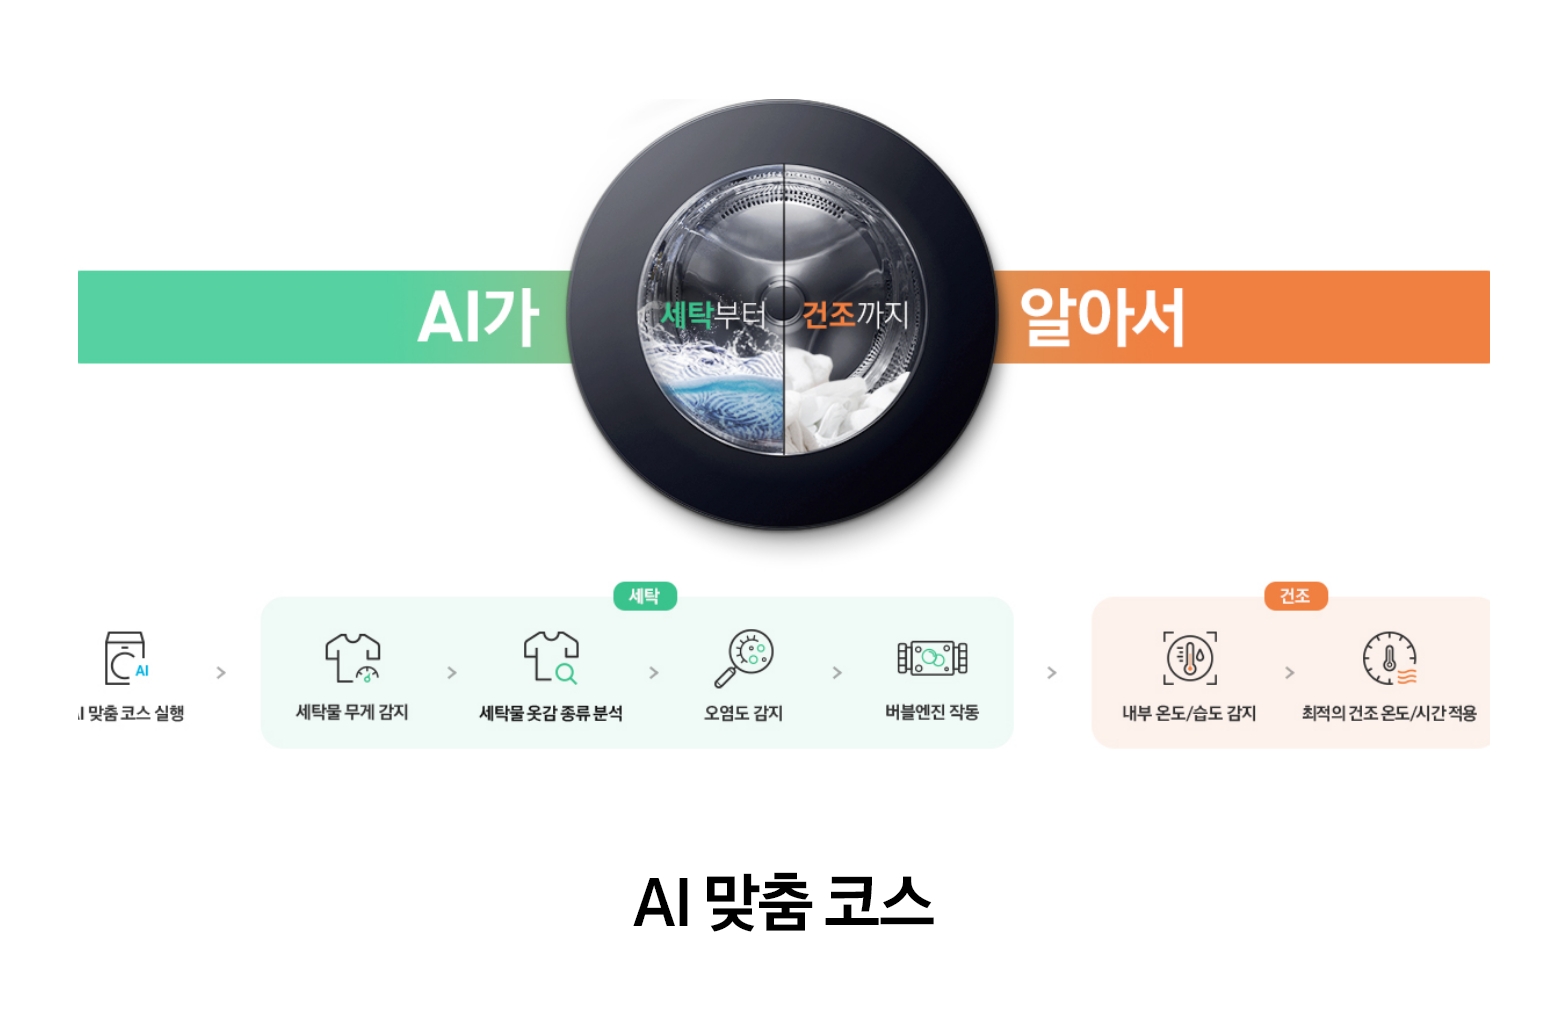 AI가 세탁부터 건조까지 알아서
세탁
건조
AI
I 맞춤 코스 실행
세탁물 무게 감지
세탁물 옷감 종류 분석
오염도 감지
버블엔진 작동
내부 온도/습도 감지
최적의 건조 온도/시간 적용
AI 맞춤 코스